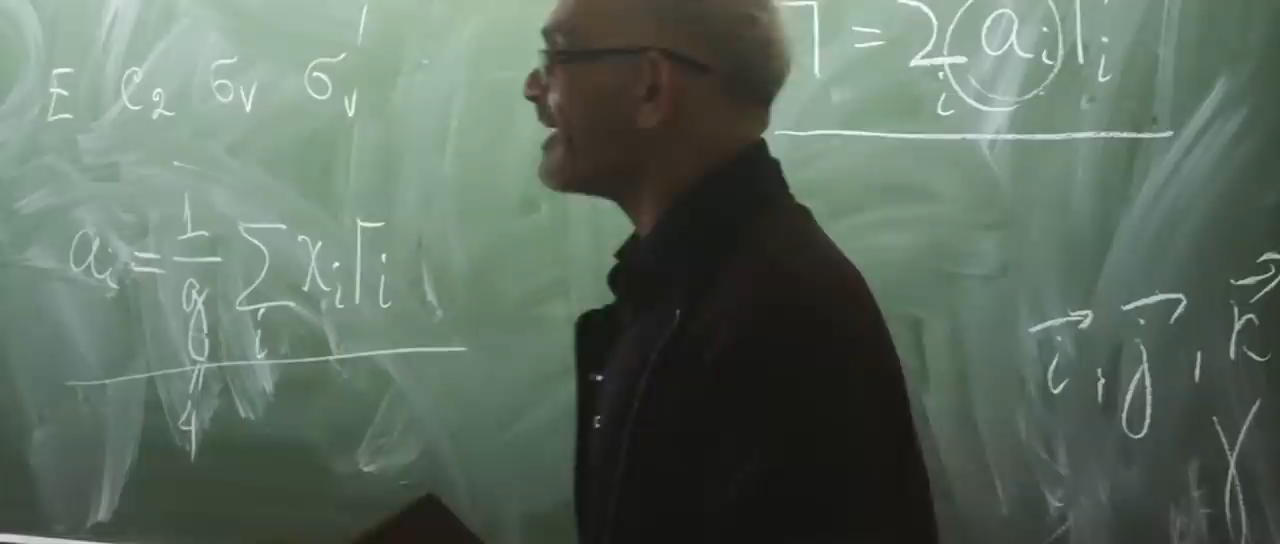 E C₂ σᵥ σᵥ'
Γ = Σᵢ aᵢ Γᵢ
aᵢ = 1/g Σᵢ χᵢ Γᵢ
4
i⃗, j⃗, k⃗